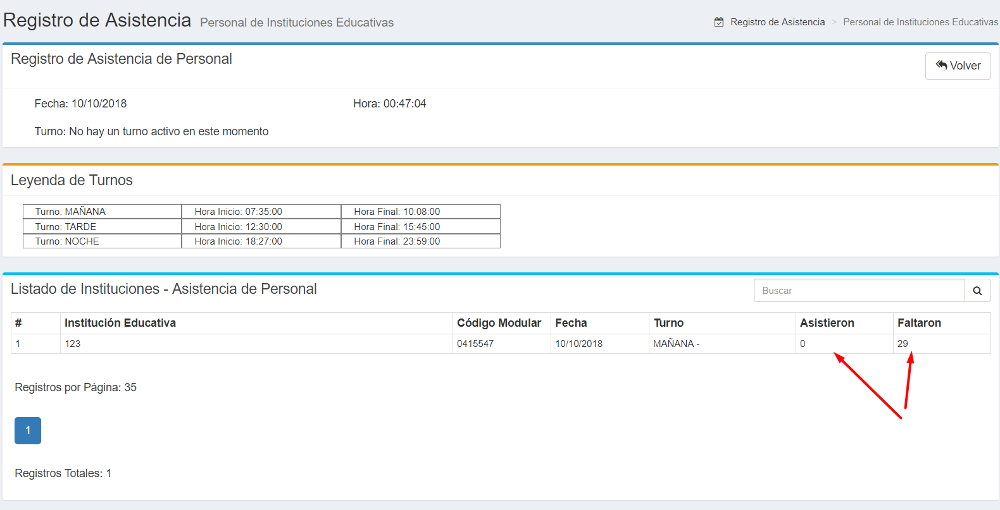 Registro de Asistencia Personal de Instituciones Educativas
Registro de Asistencia > Personal de Instituciones Educativas
Registro de Asistencia de Personal
Volver
Fecha: 10/10/2018 Hora: 00:47:04
Turno: No hay un turno activo en este momento
Leyenda de Turnos
Turno: MAÑANA Hora Inicio: 07:35:00 Hora Final: 10:08:00
Turno: TARDE Hora Inicio: 12:30:00 Hora Final: 15:45:00
Turno: NOCHE Hora Inicio: 18:27:00 Hora Final: 23:59:00
Listado de Instituciones - Asistencia de Personal
Buscar
# Institución Educativa Código Modular Fecha Turno Asistieron Faltaron
1 123 0415547 10/10/2018 MAÑANA - 0 29
Registros por Página: 35
1
Registros Totales: 1